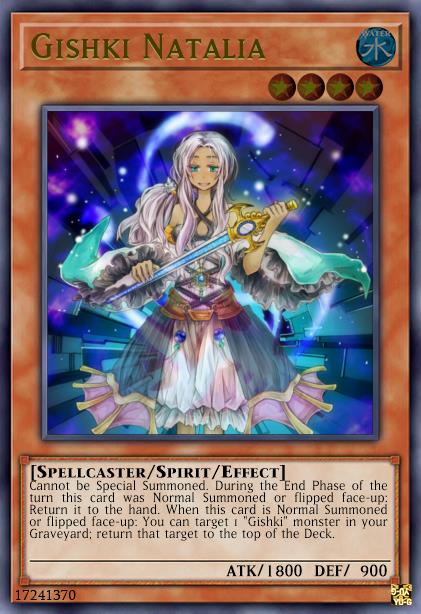 Gishki Natalia
WATER
水
[Spellcaster/Spirit/Effect]
Cannot be Special Summoned. During the End Phase of the
turn this card was Normal Summoned or flipped face-up:
Return it to the hand. When this card is Normal Summoned
or flipped face-up: You can target 1 "Gishki" monster in your
Graveyard; return that target to the top of the Deck.
ATK/1800 DEF/ 900
17241370